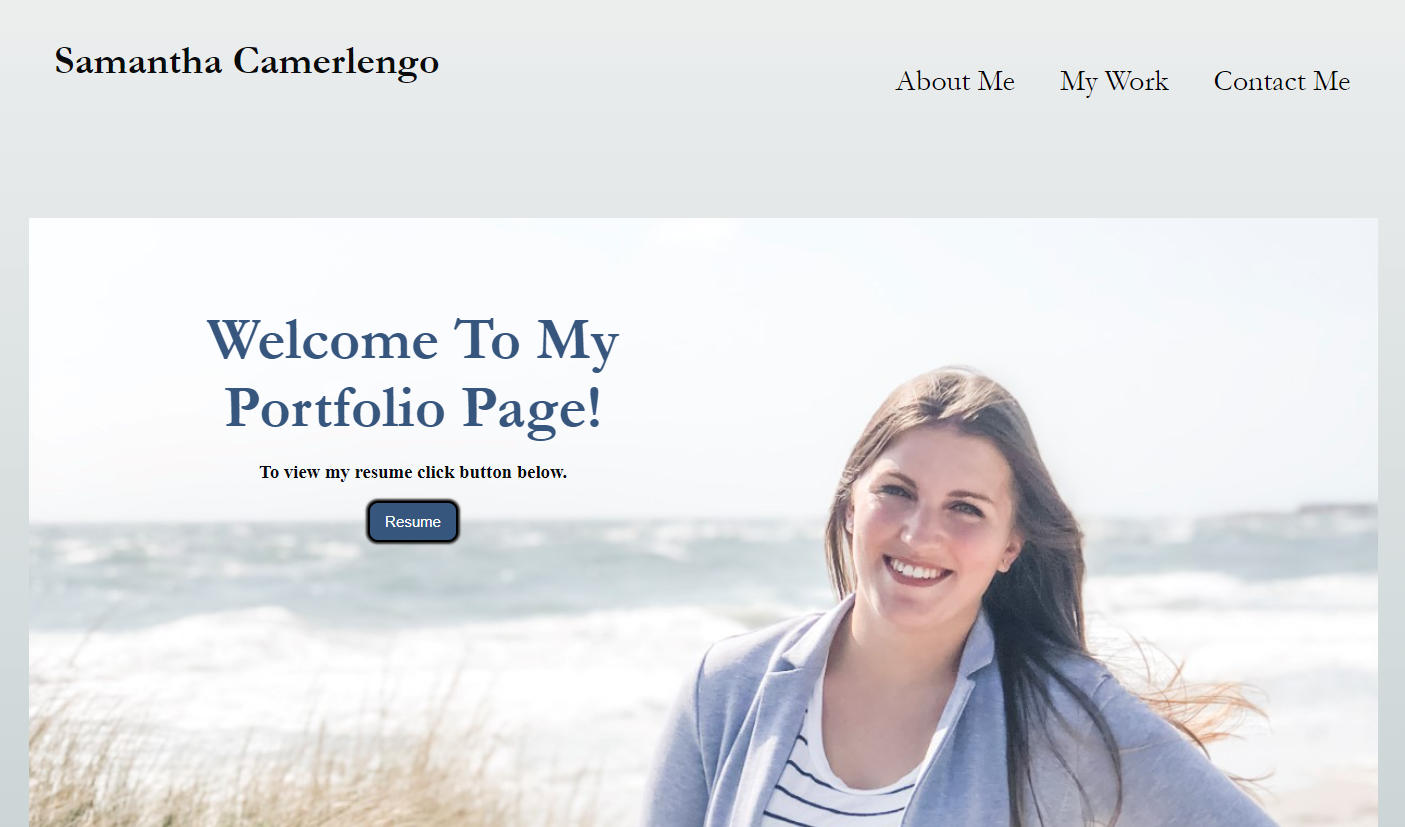 Samantha Camerlengo
About Me My Work Contact Me
Welcome To My
Portfolio Page!
To view my resume click button below.
Resume